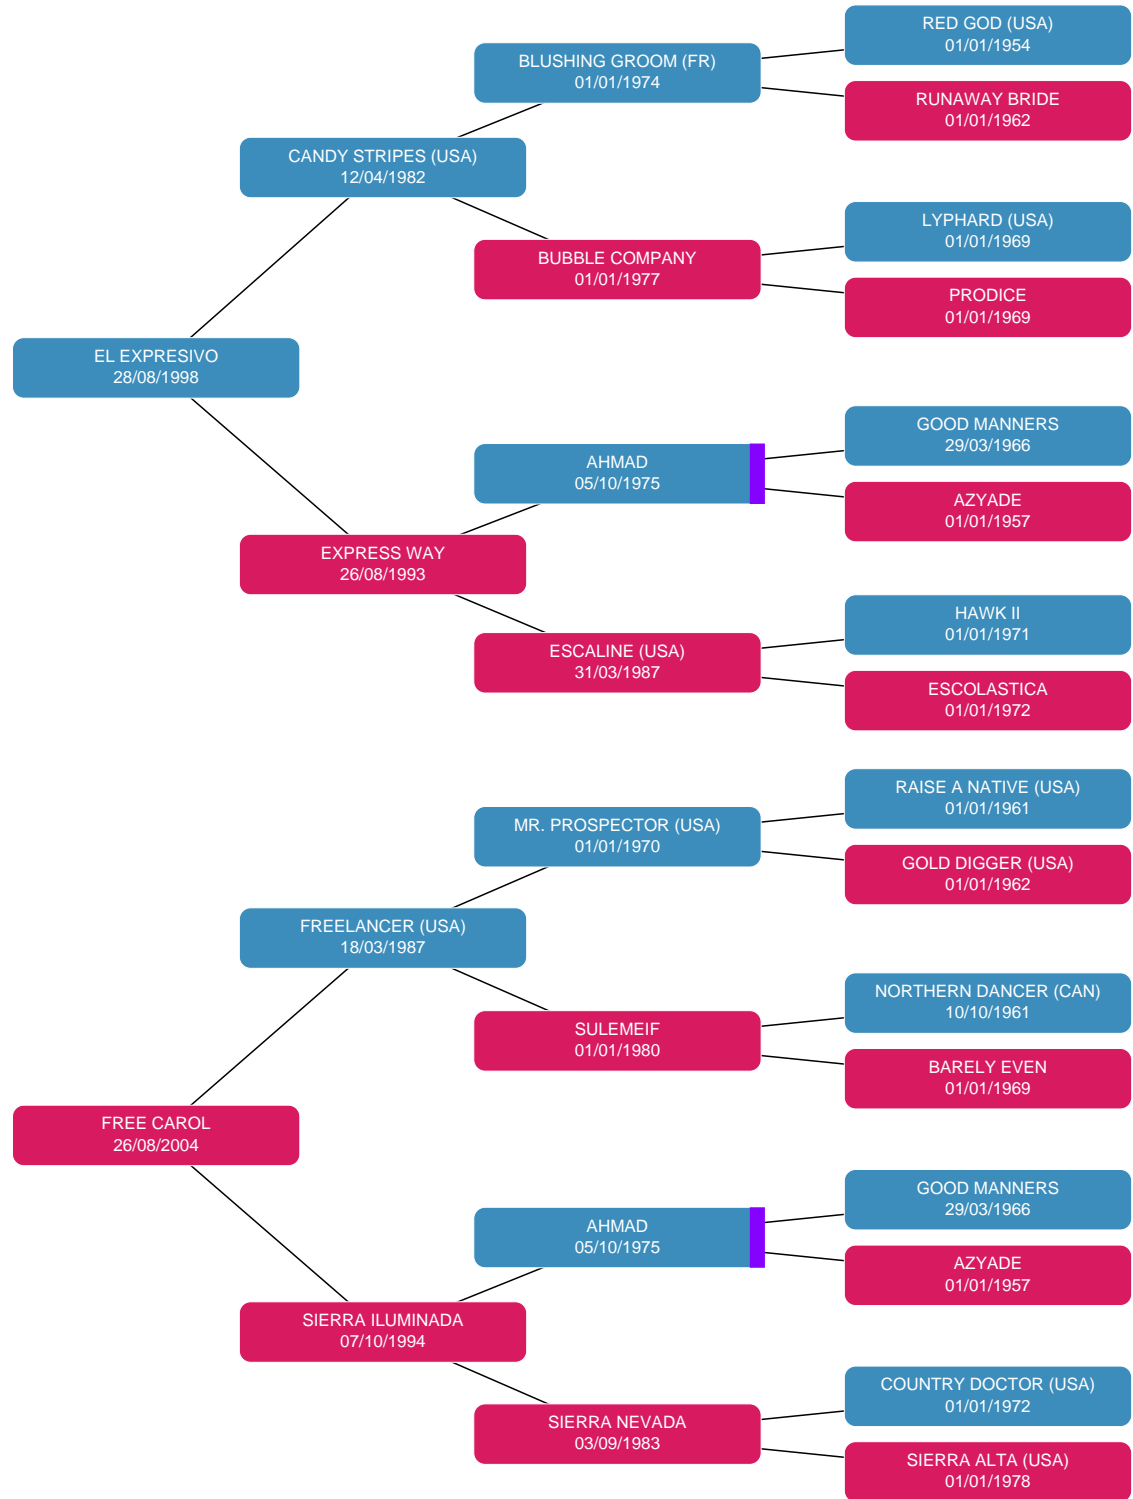 RED GOD (USA)
01/01/1954
BLUSHING GROOM (FR)
01/01/1974
RUNAWAY BRIDE
01/01/1962
CANDY STRIPES (USA)
12/04/1982
LYPHARD (USA)
01/01/1969
BUBBLE COMPANY
01/01/1977
PRODICE
01/01/1969
EL EXPRESIVO
28/08/1998
GOOD MANNERS
29/03/1966
AHMAD
05/10/1975
AZYADE
01/01/1957
EXPRESS WAY
26/08/1993
HAWK II
01/01/1971
ESCALINE (USA)
31/03/1987
ESCOLASTICA
01/01/1972
RAISE A NATIVE (USA)
01/01/1961
MR. PROSPECTOR (USA)
01/01/1970
GOLD DIGGER (USA)
01/01/1962
FREELANCER (USA)
18/03/1987
NORTHERN DANCER (CAN)
10/10/1961
SULEMEIF
01/01/1980
BARELY EVEN
01/01/1969
FREE CAROL
26/08/2004
GOOD MANNERS
29/03/1966
AHMAD
05/10/1975
AZYADE
01/01/1957
SIERRA ILUMINADA
07/10/1994
COUNTRY DOCTOR (USA)
01/01/1972
SIERRA NEVADA
03/09/1983
SIERRA ALTA (USA)
01/01/1978